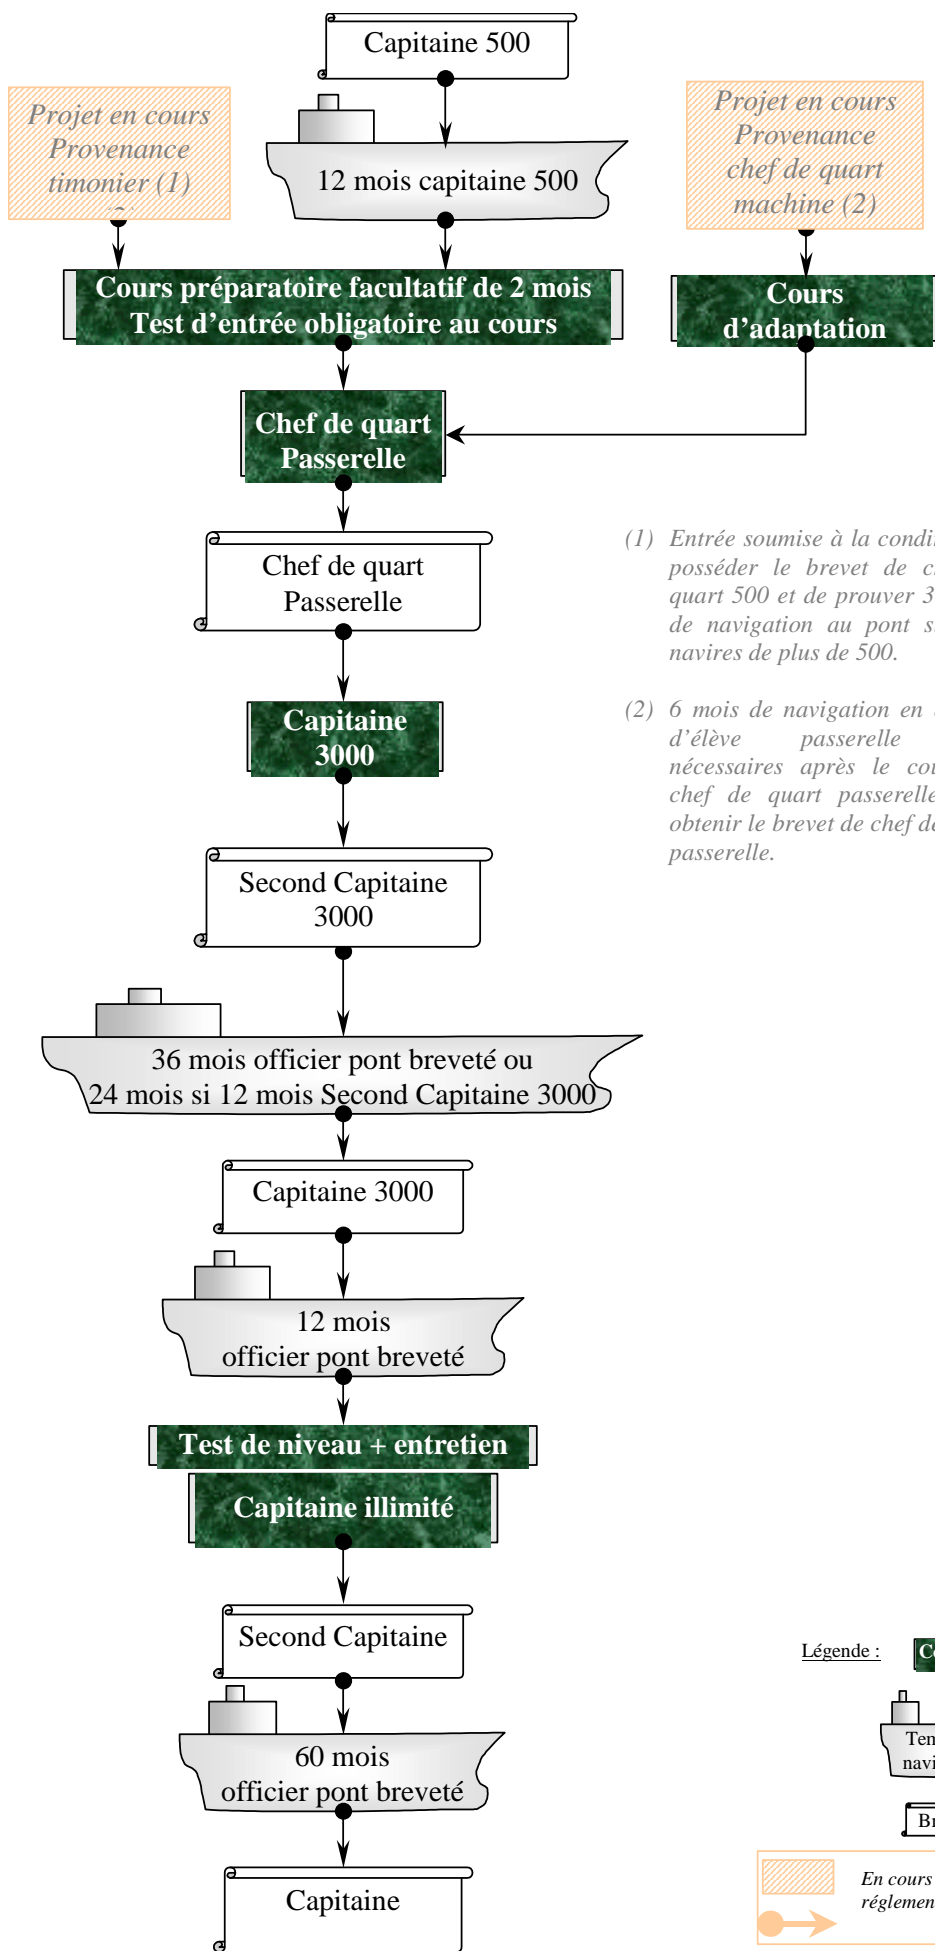 Capitaine 500
Projet en cours
Provenance
timonier (1)
Projet en cours
Provenance
chef de quart
machine (2)
12 mois capitaine 500
Cours préparatoire facultatif de 2 mois
Test d’entrée obligatoire au cours
Cours
d’adaptation
Chef de quart
Passerelle
Chef de quart
Passerelle
(1) Entrée soumise à la condi
posséder le brevet de c
quart 500 et de prouver 3
de navigation au pont s
navires de plus de 500.
(2) 6 mois de navigation en
d’élève passerelle
nécessaires après le cou
chef de quart passerelle
obtenir le brevet de chef de
passerelle.
Capitaine
3000
Second Capitaine
3000
36 mois officier pont breveté ou
24 mois si 12 mois Second Capitaine 3000
Capitaine 3000
12 mois
officier pont breveté
Test de niveau + entretien
Capitaine illimité
Second Capitaine
Légende :
60 mois
officier pont breveté
Capitaine
En cours
réglemen